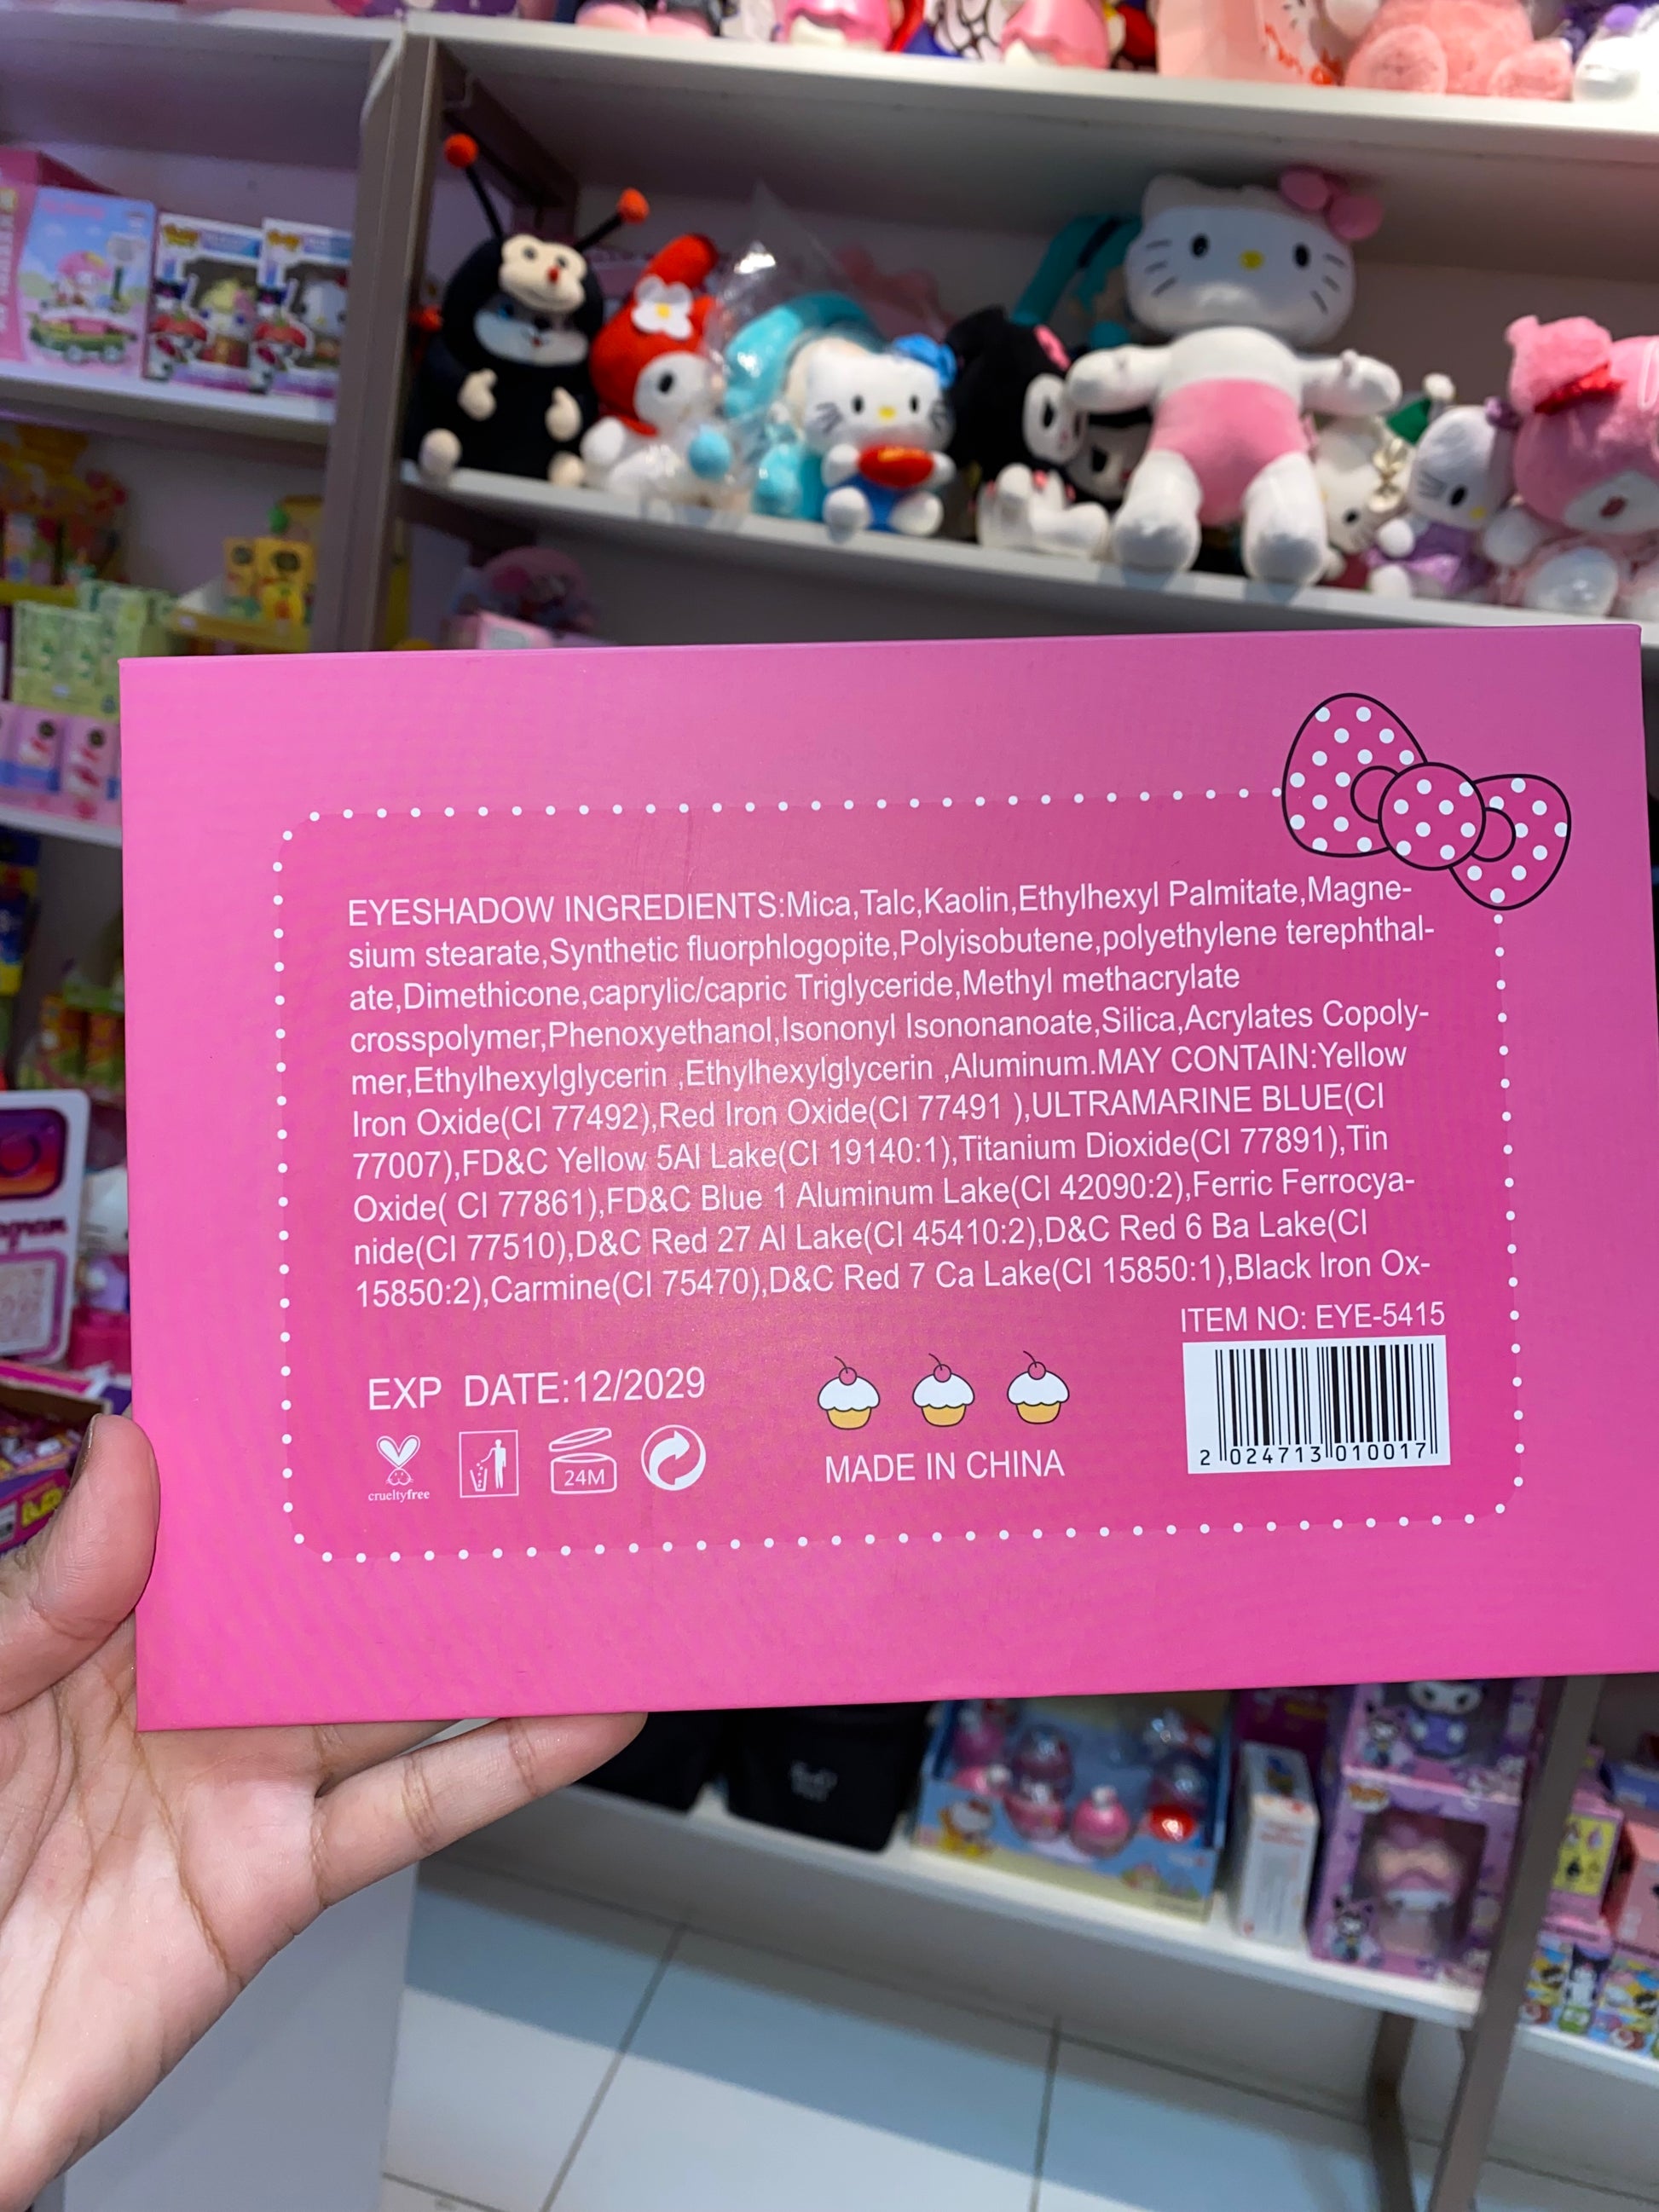 EYESHADOW INGREDIENTS:Mica,Talc,Kaolin,Ethylhexyl Palmitate,Magne-
sium stearate,Synthetic fluorphlogopite,Polyisobutene,polyethylene terephthal-
ate,Dimethicone,caprylic/capric Triglyceride,Methyl methacrylate
crosspolymer,Phenoxyethanol,Isononyl Isononanoate,Silica,Acrylates Copoly-
mer,Ethylhexylglycerin ,Ethylhexylglycerin ,Aluminum.MAY CONTAIN:Yellow
Iron Oxide(CI 77492),Red Iron Oxide(CI 77491 ),ULTRAMARINE BLUE(CI
77007),FD&C Yellow 5Al Lake(CI 19140:1),Titanium Dioxide(CI 77891),Tin
Oxide( CI 77861),FD&C Blue 1 Aluminum Lake(CI 42090:2),Ferric Ferrocya-
nide(CI 77510),D&C Red 27 Al Lake(CI 45410:2),D&C Red 6 Ba Lake(CI
15850:2),Carmine(CI 75470),D&C Red 7 Ca Lake(CI 15850:1),Black Iron Ox-
ITEM NO: EYE-5415
EXP DATE:12/2029
crueltyfree
24M
MADE IN CHINA
2 024713 010017